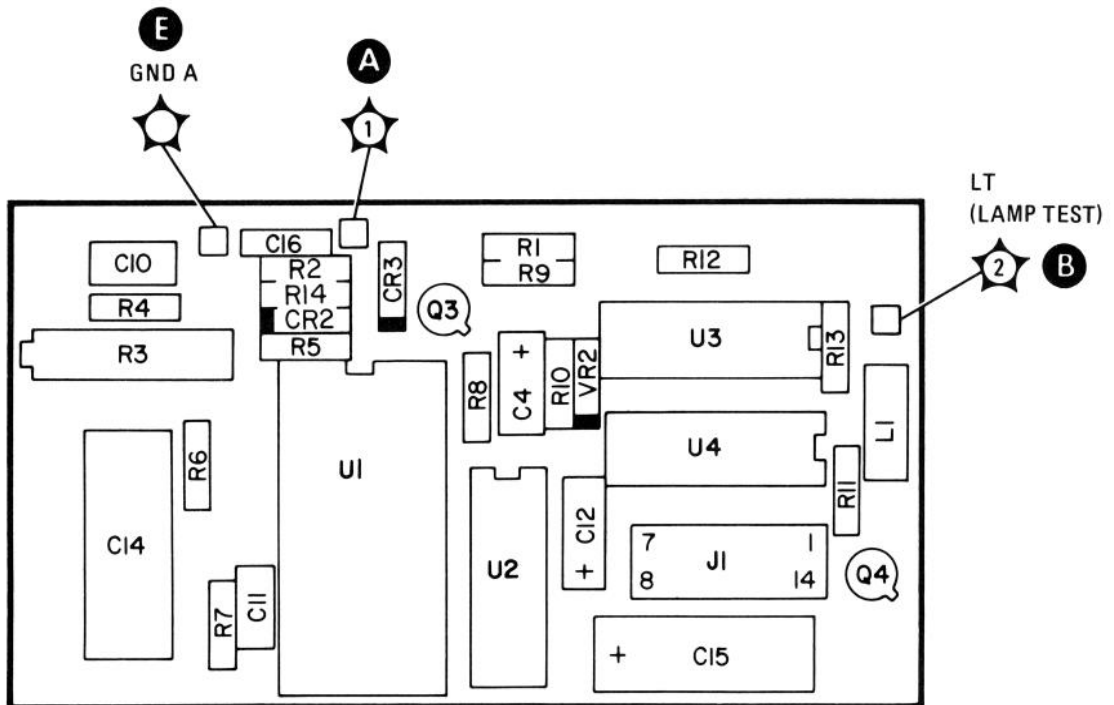 E
GND A
A
1
LT
(LAMP TEST)
2
B
C10
C16
R2
R14
CR2
R5
CR3
Q3
R1
R9
R12
R4
R3
U3
R13
R8
+
C4
R10
VR2
L1
U4
R6
U1
R11
C14
C12
+
7
1
J1
8
14
Q4
U2
R7
C11
+
C15